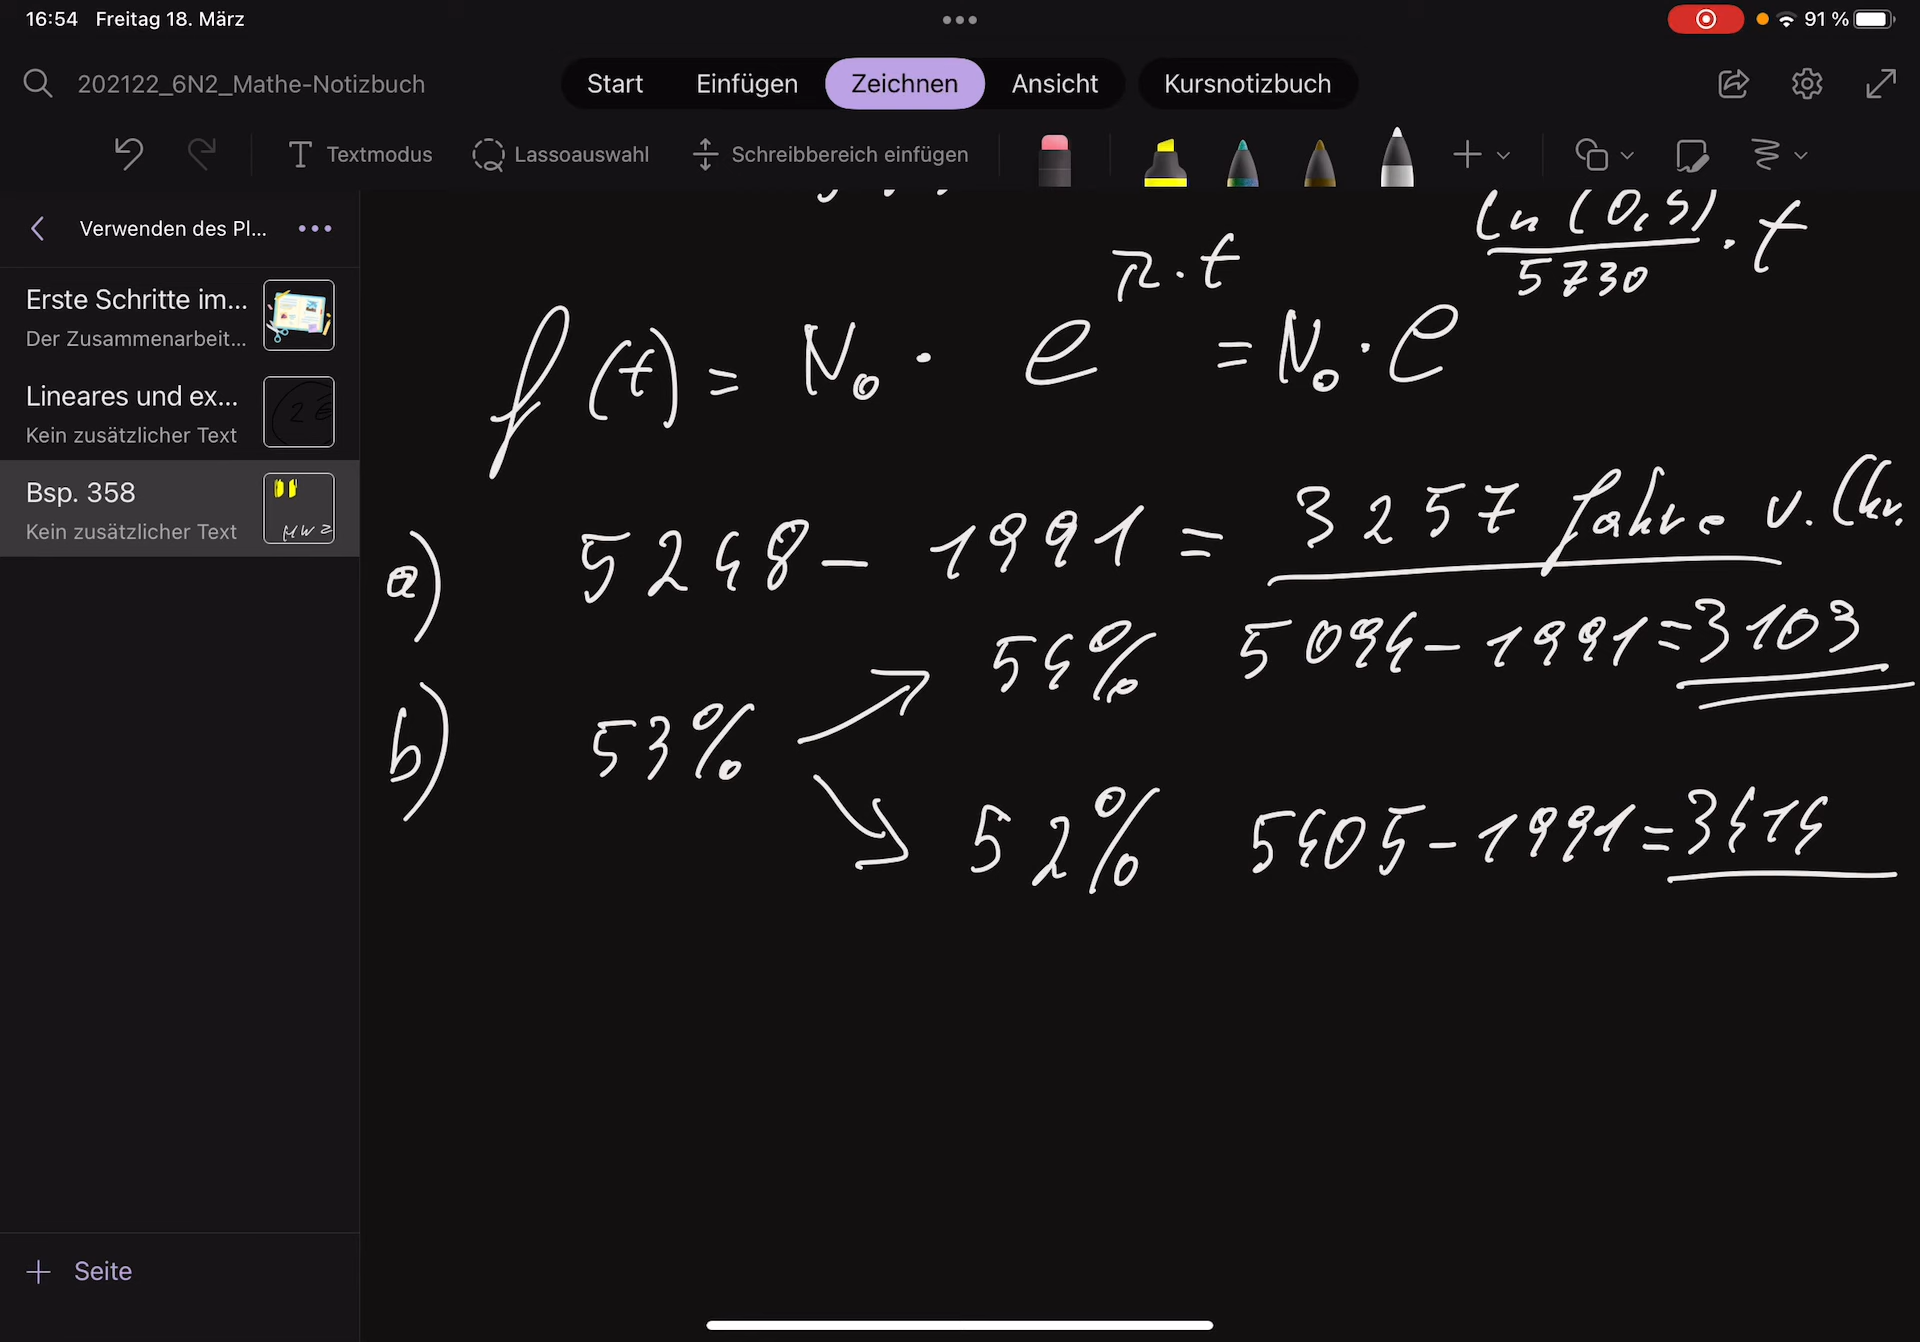 16:54 Freitag 18. März 91 %
202122_6N2_Mathe-Notizbuch Start Einfügen Zeichnen Ansicht Kursnotizbuch
Textmodus Lassoauswahl Schreibbereich einfügen
Verwenden des Pl...
Erste Schritte im...
Der Zusammenarbeit...
Lineares und ex...
Kein zusätzlicher Text
Bsp. 358
Kein zusätzlicher Text
Seite
λ·t ln(0,5)/5730 · t
f(t) = N₀ · e = N₀ · e
a) 5248 - 1991 = 3257 Jahre v. Chr.
54% 5094 - 1991 = 3103
b) 53%
52% 5405 - 1991 = 3414